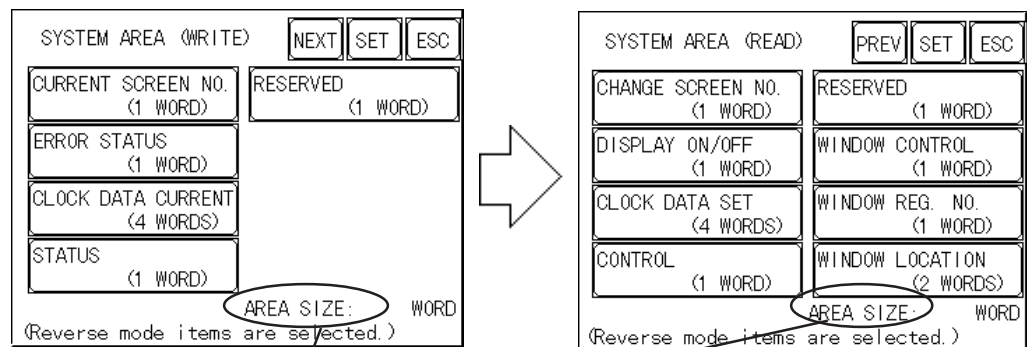 SYSTEM AREA (WRITE) NEXT SET ESC
CURRENT SCREEN NO. (1 WORD)
RESERVED (1 WORD)
ERROR STATUS (1 WORD)
CLOCK DATA CURRENT (4 WORDS)
STATUS (1 WORD)
AREA SIZE: WORD
(Reverse mode items are selected.)
SYSTEM AREA (READ) PREV SET ESC
CHANGE SCREEN NO. (1 WORD)
RESERVED (1 WORD)
DISPLAY ON/OFF (1 WORD)
WINDOW CONTROL (1 WORD)
CLOCK DATA SET (4 WORDS)
WINDOW REG. NO. (1 WORD)
CONTROL (1 WORD)
WINDOW LOCATION (2 WORDS)
AREA SIZE: WORD
(Reverse mode items are selected.)